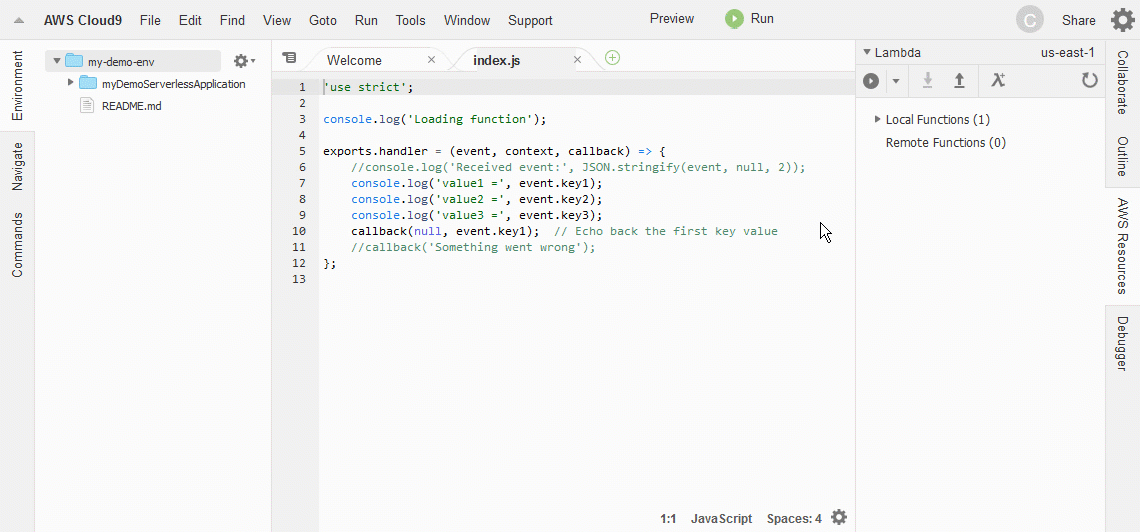 AWS Cloud9 File Edit Find View Goto Run Tools Window Support Preview Run C Share
Environment
Navigate
Commands
my-demo-env
myDemoServerlessApplication
README.md
Welcome × index.js ×
1 'use strict';
2
3 console.log('Loading function');
4
5 exports.handler = (event, context, callback) => {
6 //console.log('Received event:', JSON.stringify(event, null, 2));
7 console.log('value1 =', event.key1);
8 console.log('value2 =', event.key2);
9 console.log('value3 =', event.key3);
10 callback(null, event.key1);  // Echo back the first key value
11 //callback('Something went wrong');
12 };
13
1:1 JavaScript Spaces: 4
Lambda us-east-1
Local Functions (1)
Remote Functions (0)
Collaborate
Outline
AWS Resources
Debugger